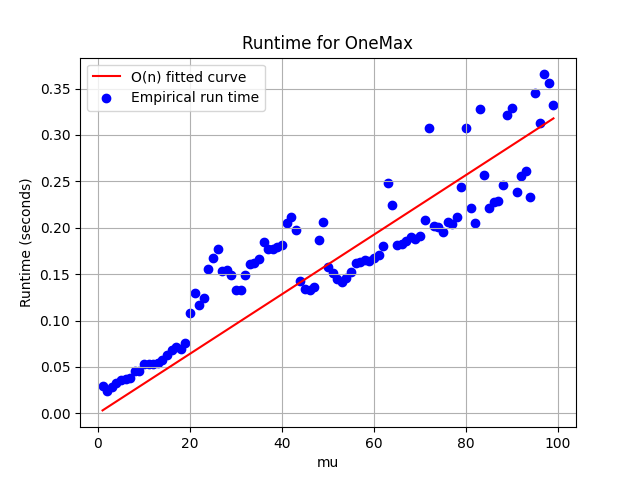 Runtime for OneMax
O(n) fitted curve
Empirical run time
Runtime (seconds)
0.35
0.30
0.25
0.20
0.15
0.10
0.05
0.00
0 20 40 60 80 100
mu